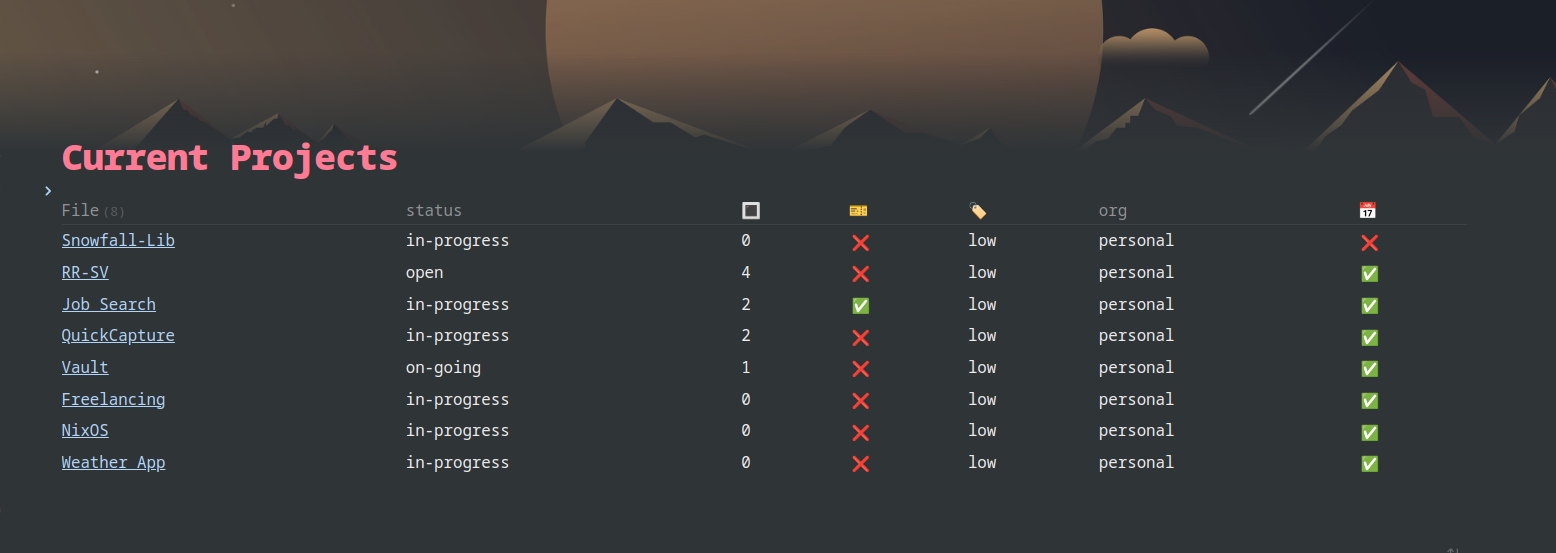 Current Projects
File (8) status 🔳 🎫 🏷️ org 📅
Snowfall-Lib in-progress 0 ❌ low personal ❌
RR-SV open 4 ❌ low personal ✅
Job Search in-progress 2 ✅ low personal ✅
QuickCapture in-progress 2 ❌ low personal ✅
Vault on-going 1 ❌ low personal ✅
Freelancing in-progress 0 ❌ low personal ✅
NixOS in-progress 0 ❌ low personal ✅
Weather App in-progress 0 ❌ low personal ✅